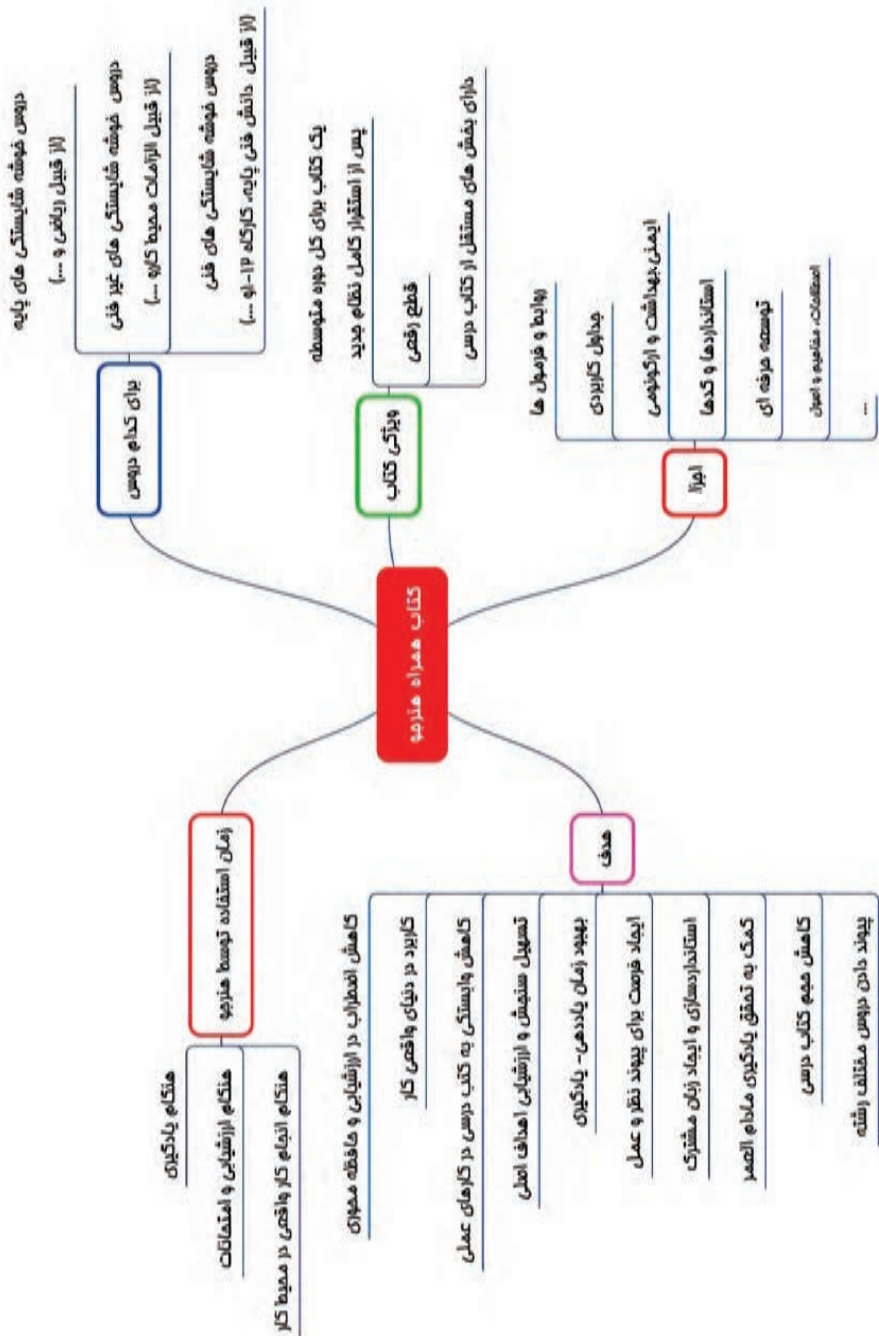 کتاب همراه هنرجو
برای کدام دروس
دروس خوشه شایستگی های پایه
(از قبیل ریاضی و ...)
دروس خوشه شایستگی های غیر فنی
(از قبیل الزامات محیط کار و ...)
دروس خوشه شایستگی های فنی
(از قبیل دانش فنی پایه، کارگاه ۱۲-۱و ...)
ویژگی کتاب
یک کتاب برای کل دوره متوسطه
پس از استقرار کامل نظام جدید
قطع رقعی
دارای بخش های مستقل از کتاب درسی
اجزا
روابط و فرمول ها
جداول کاربردی
ایمنی،بهداشت و ارگونومی
استانداردها و کدها
توسعه حرفه ای
اصطلاحات، مفاهیم و اصول
...
زمان استفاده توسط هنرجو
هنگام یادگیری
هنگام ارزشیابی و امتحانات
هنگام انجام کار واقعی در محیط کار
هدف
کاهش اضطراب در ارزشیابی و حافظه محوری
کاربرد در دنیای واقعی کار
کاهش وابستگی به کتب درسی در کارهای عملی
تسهیل سنجش و ارزشیابی اهداف اصلی
بهبود زمان یاددهی - یادگیری
ایجاد فرصت برای پیوند نظر و عمل
استانداردسازی و ایجاد زبان مشترک
کمک به تحقق یادگیری مادام العمر
کاهش حجم کتاب درسی
پیوند دادن دروس مختلف رشته